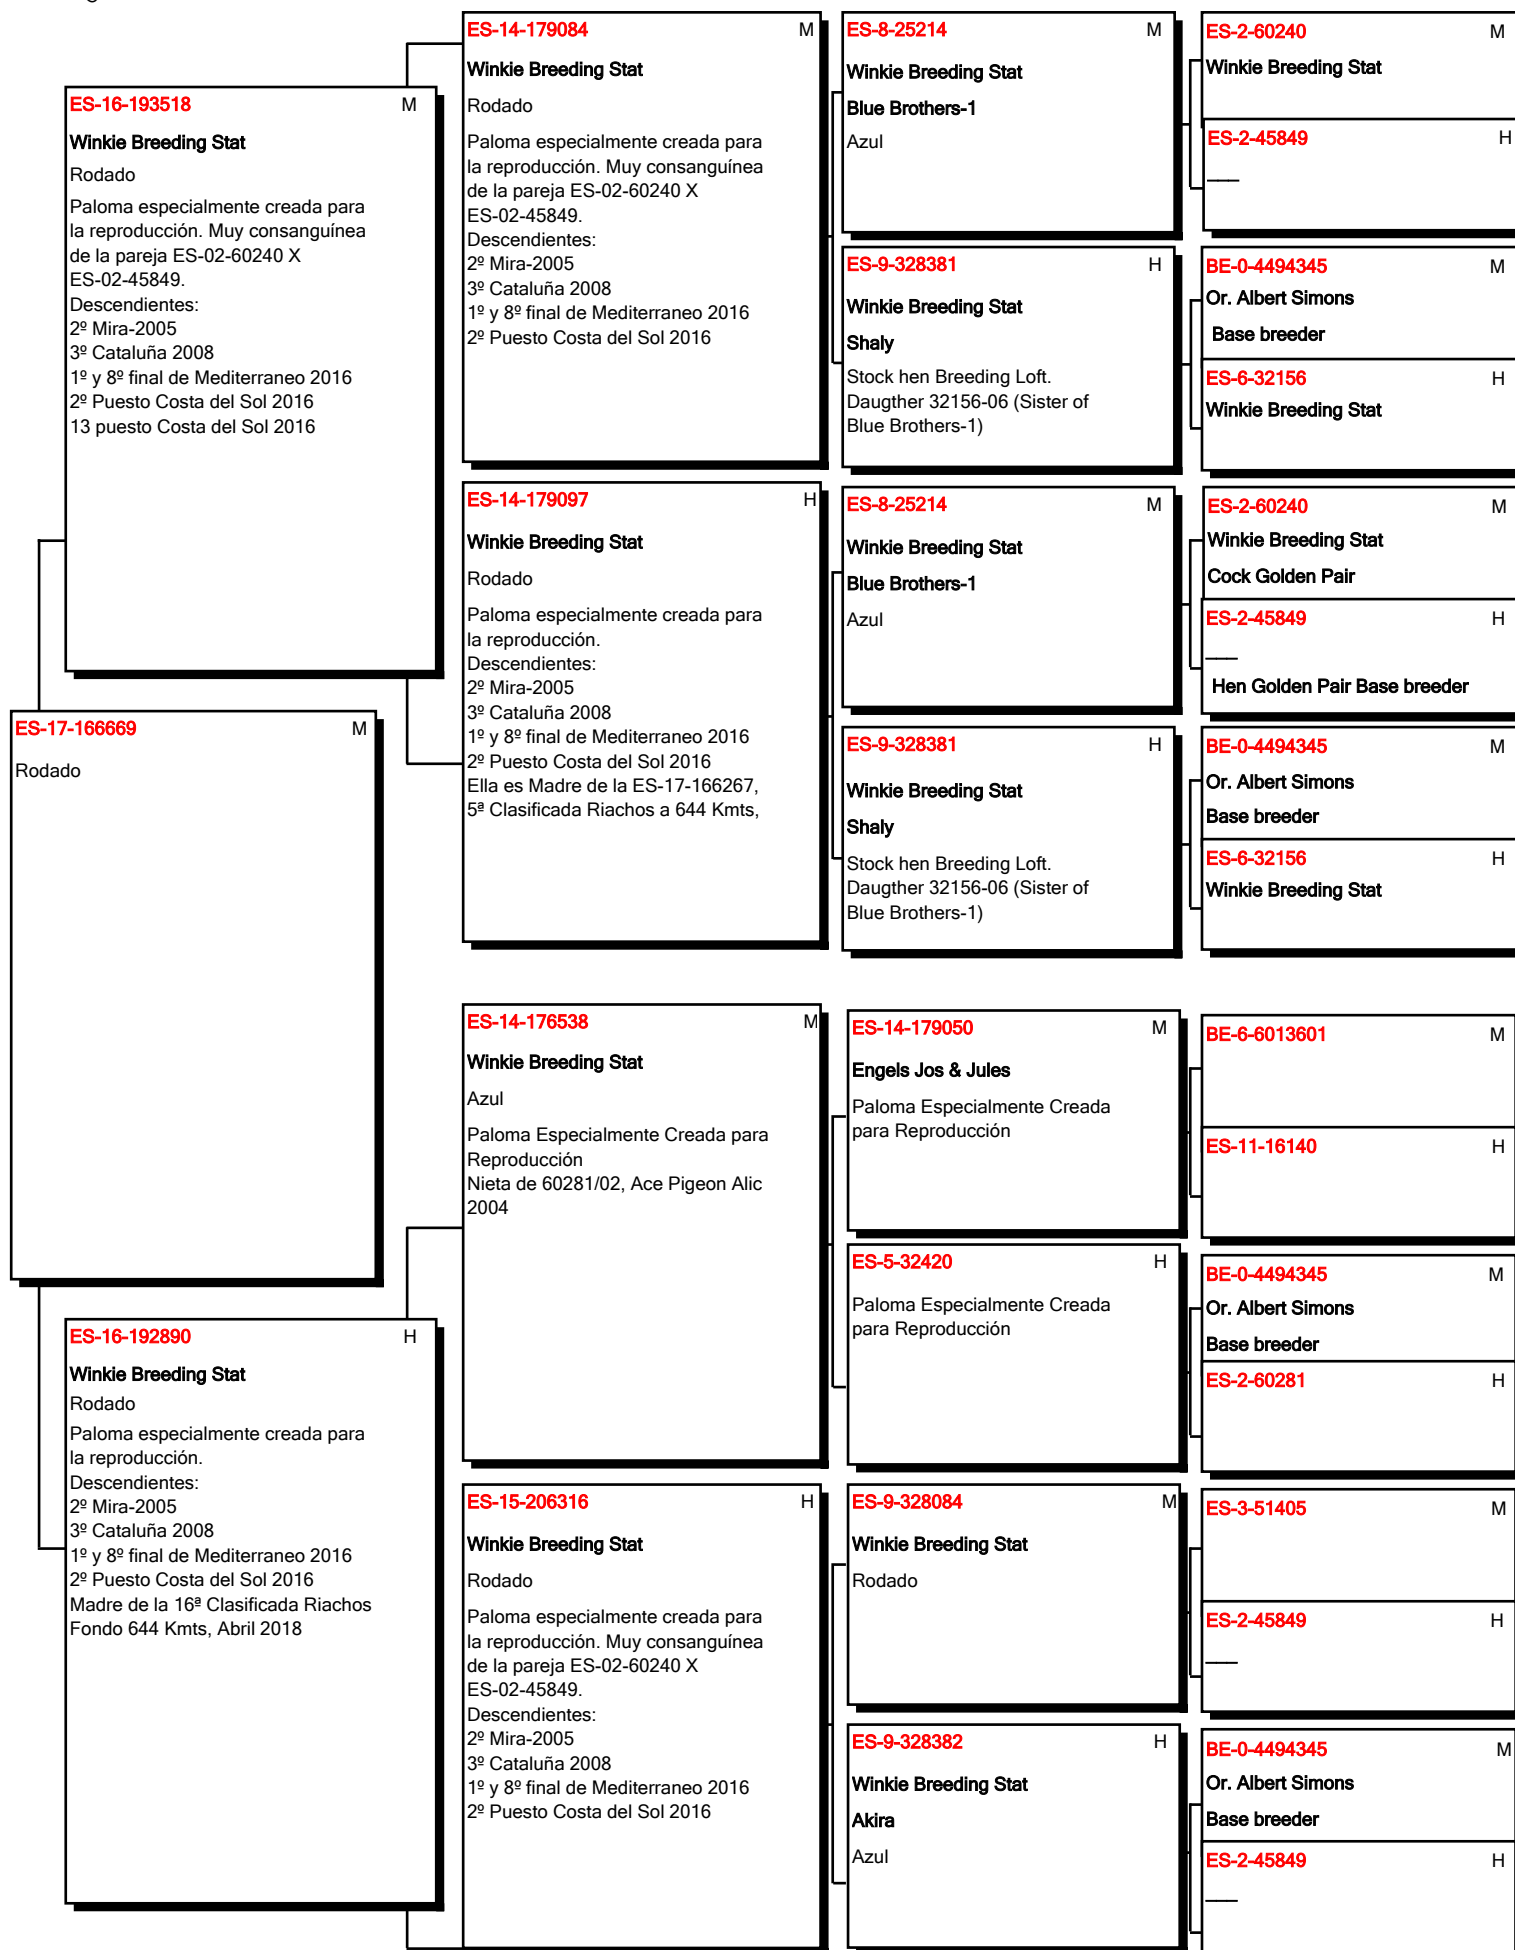 ES-17-166669 M
Rodado
ES-16-193518 M
Winkie Breeding Stat
Rodado
Paloma especialmente creada para
la reproducción. Muy consanguínea
de la pareja ES-02-60240 X
ES-02-45849.
Descendientes:
2º Mira-2005
3º Cataluña 2008
1º y 8º final de Mediterraneo 2016
2º Puesto Costa del Sol 2016
13 puesto Costa del Sol 2016
ES-16-192890 H
Winkie Breeding Stat
Rodado
Paloma especialmente creada para
la reproducción.
Descendientes:
2º Mira-2005
3º Cataluña 2008
1º y 8º final de Mediterraneo 2016
2º Puesto Costa del Sol 2016
Madre de la 16ª Clasificada Riachos
Fondo 644 Kmts, Abril 2018
ES-14-179084 M
Winkie Breeding Stat
Rodado
Paloma especialmente creada para
la reproducción. Muy consanguínea
de la pareja ES-02-60240 X
ES-02-45849.
Descendientes:
2º Mira-2005
3º Cataluña 2008
1º y 8º final de Mediterraneo 2016
2º Puesto Costa del Sol 2016
ES-14-179097 H
Winkie Breeding Stat
Rodado
Paloma especialmente creada para
la reproducción.
Descendientes:
2º Mira-2005
3º Cataluña 2008
1º y 8º final de Mediterraneo 2016
2º Puesto Costa del Sol 2016
Ella es Madre de la ES-17-166267,
5ª Clasificada Riachos a 644 Kmts,
ES-14-176538 M
Winkie Breeding Stat
Azul
Paloma Especialmente Creada para
Reproducción
Nieta de 60281/02, Ace Pigeon Alic
2004
ES-15-206316 H
Winkie Breeding Stat
Rodado
Paloma especialmente creada para
la reproducción. Muy consanguínea
de la pareja ES-02-60240 X
ES-02-45849.
Descendientes:
2º Mira-2005
3º Cataluña 2008
1º y 8º final de Mediterraneo 2016
2º Puesto Costa del Sol 2016
ES-8-25214 M
Winkie Breeding Stat
Blue Brothers-1
Azul
ES-9-328381 H
Winkie Breeding Stat
Shaly
Stock hen Breeding Loft.
Daugther 32156-06 (Sister of
Blue Brothers-1)
ES-8-25214 M
Winkie Breeding Stat
Blue Brothers-1
Azul
ES-9-328381 H
Winkie Breeding Stat
Shaly
Stock hen Breeding Loft.
Daugther 32156-06 (Sister of
Blue Brothers-1)
ES-14-179050 M
Engels Jos & Jules
Paloma Especialmente Creada
para Reproducción
ES-5-32420 H
Paloma Especialmente Creada
para Reproducción
ES-9-328084 M
Winkie Breeding Stat
Rodado
ES-9-328382 H
Winkie Breeding Stat
Akira
Azul
ES-2-60240 M
Winkie Breeding Stat
ES-2-45849 H
___
BE-0-4494345 M
Or. Albert Simons
Base breeder
ES-6-32156 H
Winkie Breeding Stat
ES-2-60240 M
Winkie Breeding Stat
Cock Golden Pair
ES-2-45849 H
___
Hen Golden Pair Base breeder
BE-0-4494345 M
Or. Albert Simons
Base breeder
ES-6-32156 H
Winkie Breeding Stat
BE-6-6013601 M
ES-11-16140 H
BE-0-4494345 M
Or. Albert Simons
Base breeder
ES-2-60281 H
ES-3-51405 M
ES-2-45849 H
___
BE-0-4494345 M
Or. Albert Simons
Base breeder
ES-2-45849 H
___